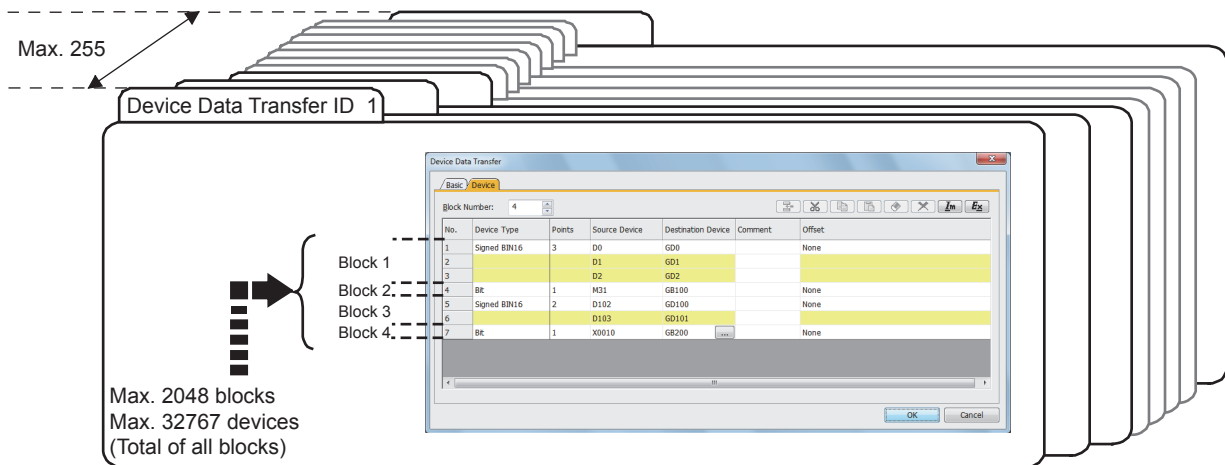 Max. 255
Device Data Transfer ID 1
Device Data Transfer
Basic Device
Block Number: 4
Im Ex
No. Device Type Points Source Device Destination Device Comment Offset
1 Signed BIN16 3 D0 GD0 None
2 D1 GD1
3 D2 GD2
4 Bit 1 M31 GB100 None
5 Signed BIN16 2 D102 GD100 None
6 D103 GD101
7 Bit 1 X0010 GB200 ... None
OK Cancel
Block 1
Block 2
Block 3
Block 4
Max. 2048 blocks
Max. 32767 devices
(Total of all blocks)